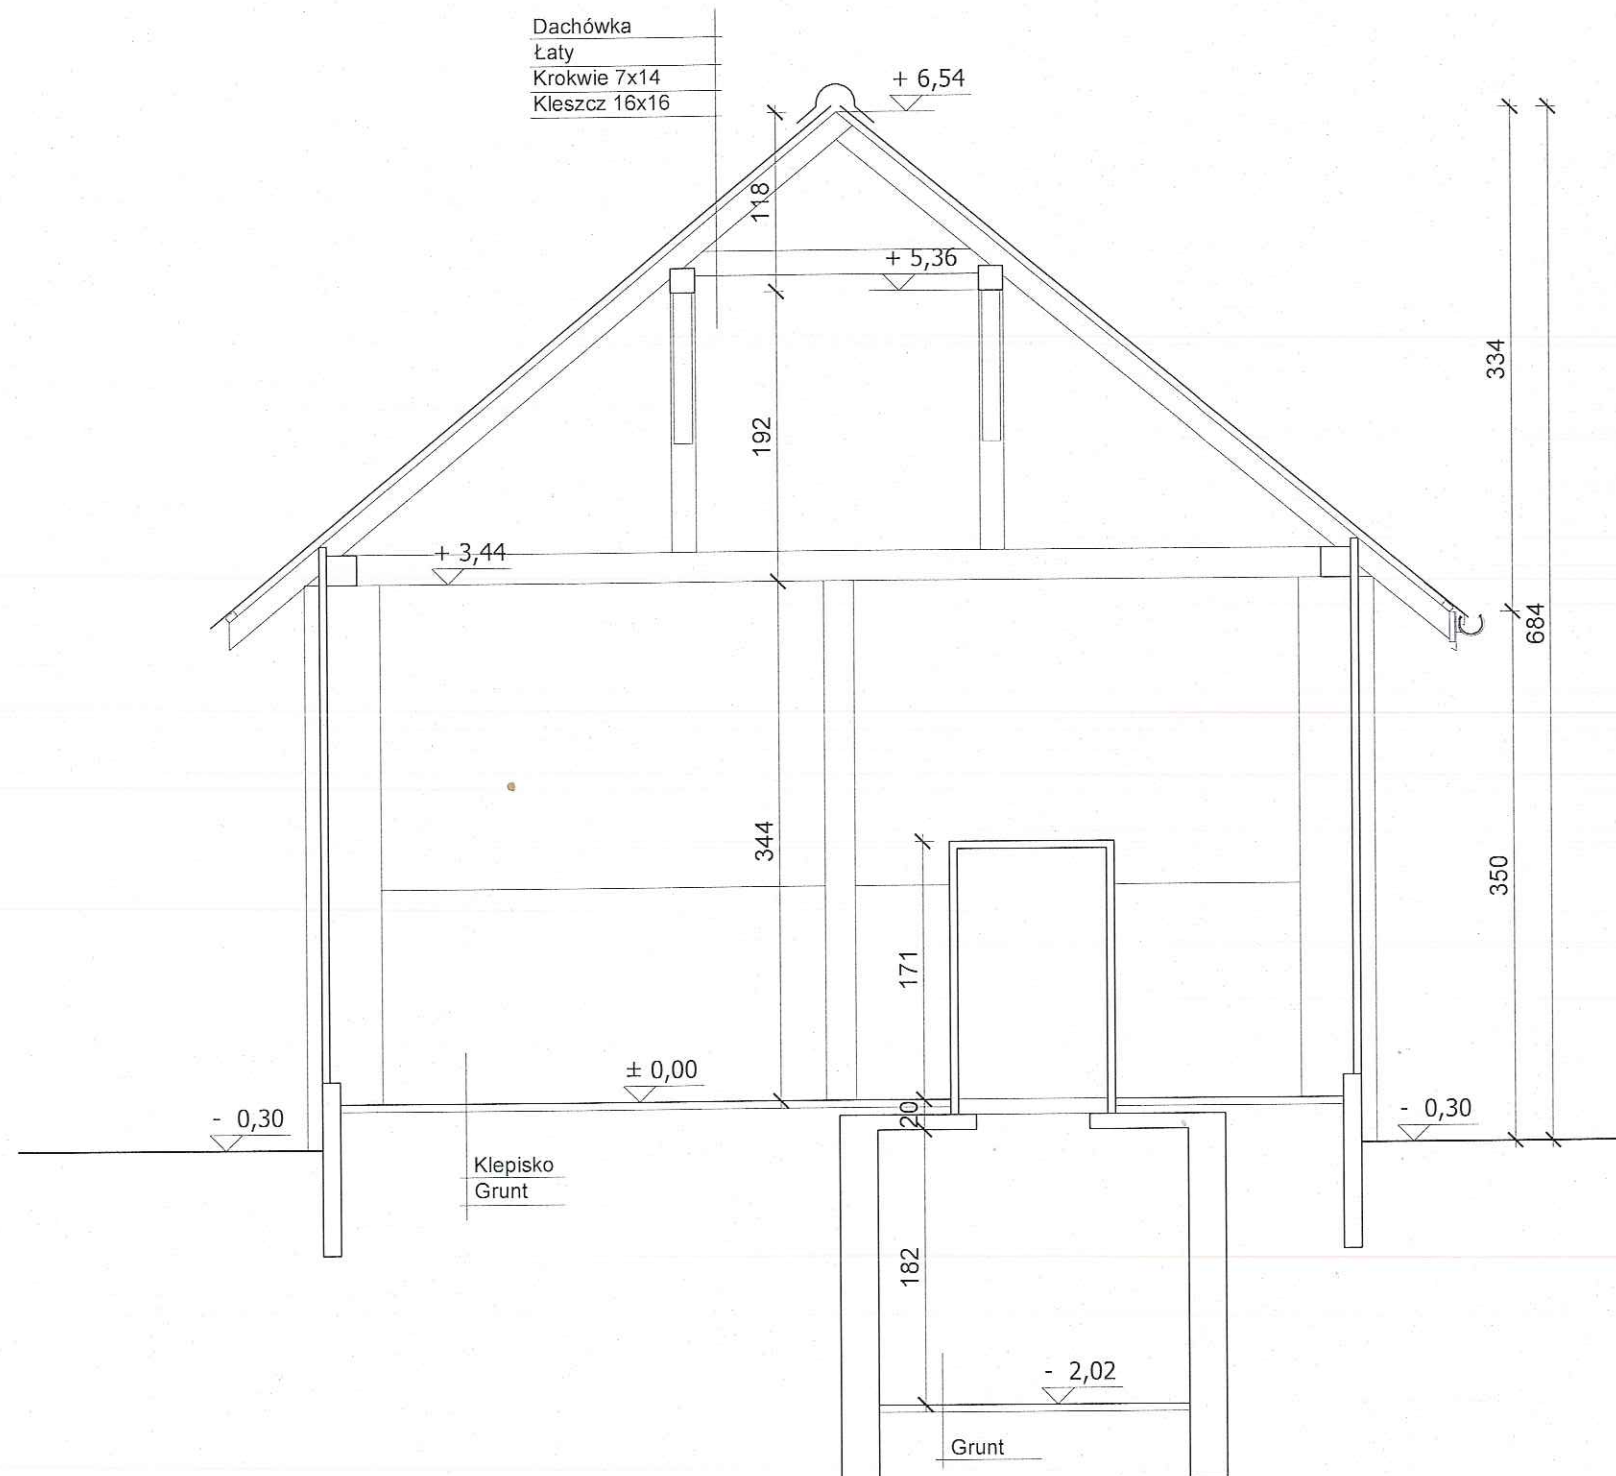 Dachówka
Łaty
Krokwie 7x14
Kleszcz 16x16
+ 6,54
118
+ 5,36
334
192
+ 3,44
684
344
350
171
± 0,00
- 0,30
20
- 0,30
Klepisko
Grunt
182
- 2,02
Grunt